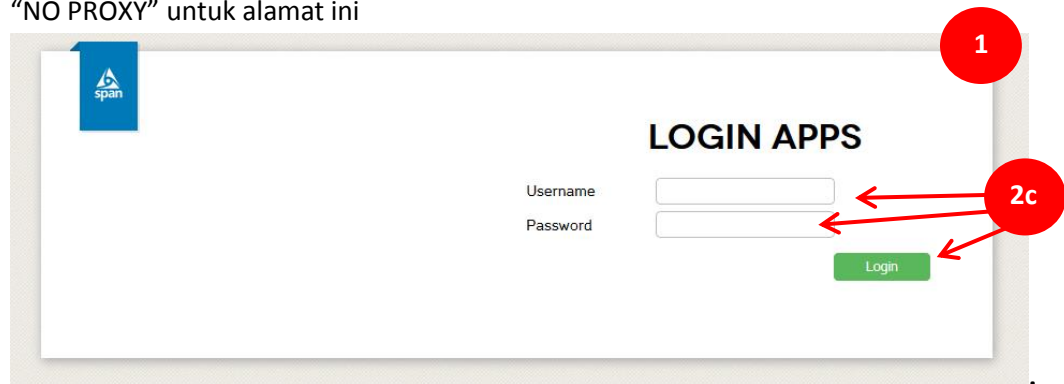 “NO PROXY” untuk alamat ini
1
span
LOGIN APPS
Username
2c
Password
Login
.